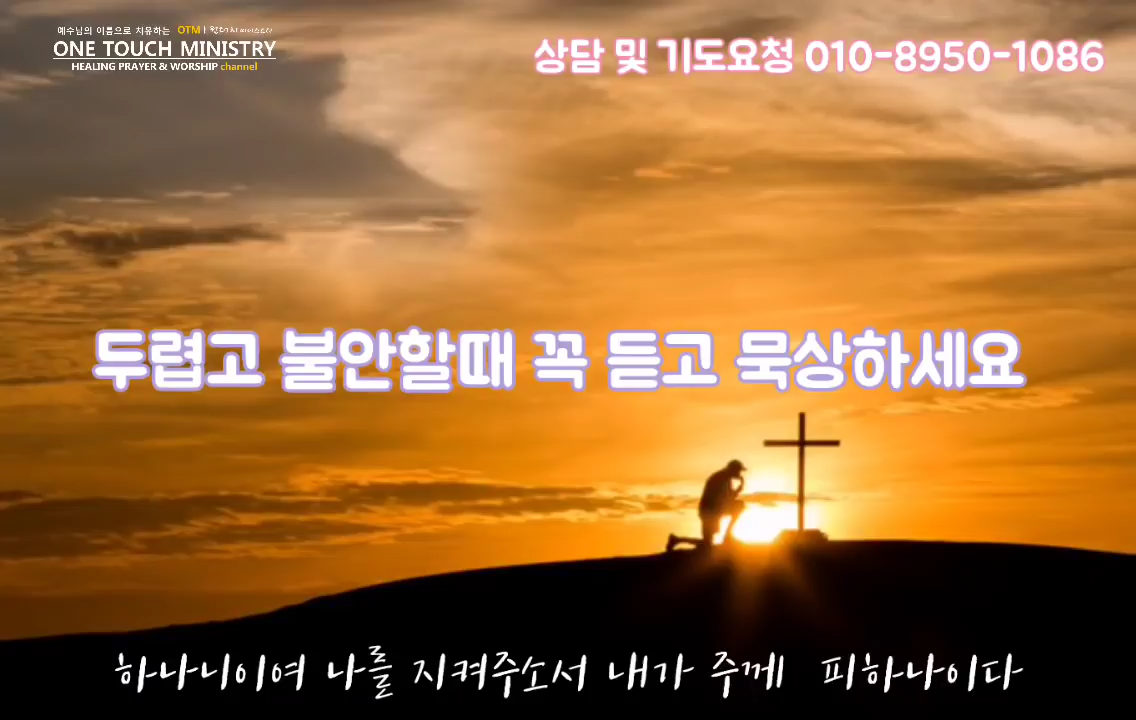 예수님의 이름으로 치유하는 OTM |
ONE TOUCH MINISTRY
HEALING PRAYER & WORSHIP channel
상담 및 기도요청 010-8950-1086
두렵고 불안할때 꼭 듣고 묵상하세요
하나니이여 나를 지켜주소서 내가 주께 피하나이다